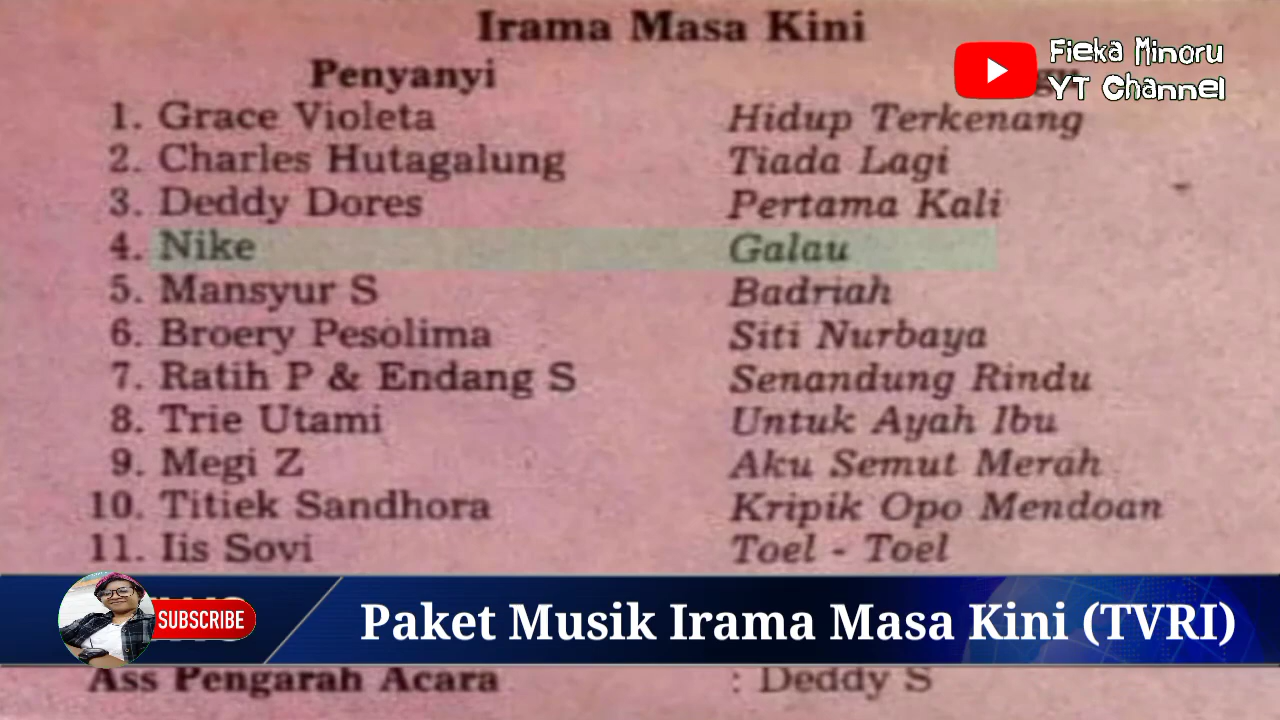 Irama Masa Kini
Penyanyi
Fieka Minoru
YT Channel
1. Grace Violeta Hidup Terkenang
2. Charles Hutagalung Tiada Lagi
3. Deddy Dores Pertama Kali
4. Nike Galau
5. Mansyur S Badriah
6. Broery Pesolima Siti Nurbaya
7. Ratih P & Endang S Senandung Rindu
8. Trie Utami Untuk Ayah Ibu
9. Megi Z Aku Semut Merah
10. Titiek Sandhora Kripik Opo Mendoan
11. Iis Sovi Toel - Toel
SUBSCRIBE
Paket Musik Irama Masa Kini (TVRI)
Ass Pengarah Acara : Deddy S